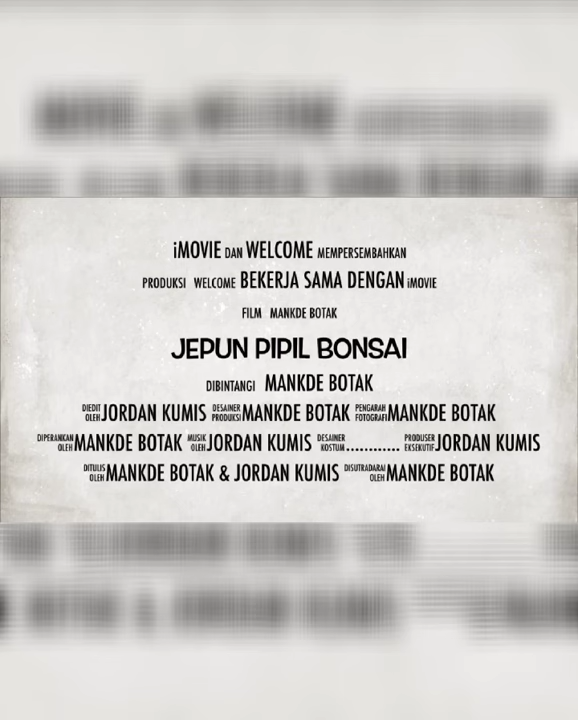 iMOVIE DAN WELCOME MEMPERSEMBAHKAN
PRODUKSI WELCOME BEKERJA SAMA DENGAN iMOVIE
FILM MANKDE BOTAK
JEPUN PIPIL BONSAI
DIBINTANGI MANKDE BOTAK
DIEDIT OLEH JORDAN KUMIS DESAINER PRODUKSI MANKDE BOTAK PENGARAH FOTOGRAFI MANKDE BOTAK
DIPERANKAN OLEH MANKDE BOTAK MUSIK OLEH JORDAN KUMIS DESAINER KOSTUM ............ PRODUSER EKSEKUTIF JORDAN KUMIS
DITULIS OLEH MANKDE BOTAK & JORDAN KUMIS DISUTRADARAI OLEH MANKDE BOTAK